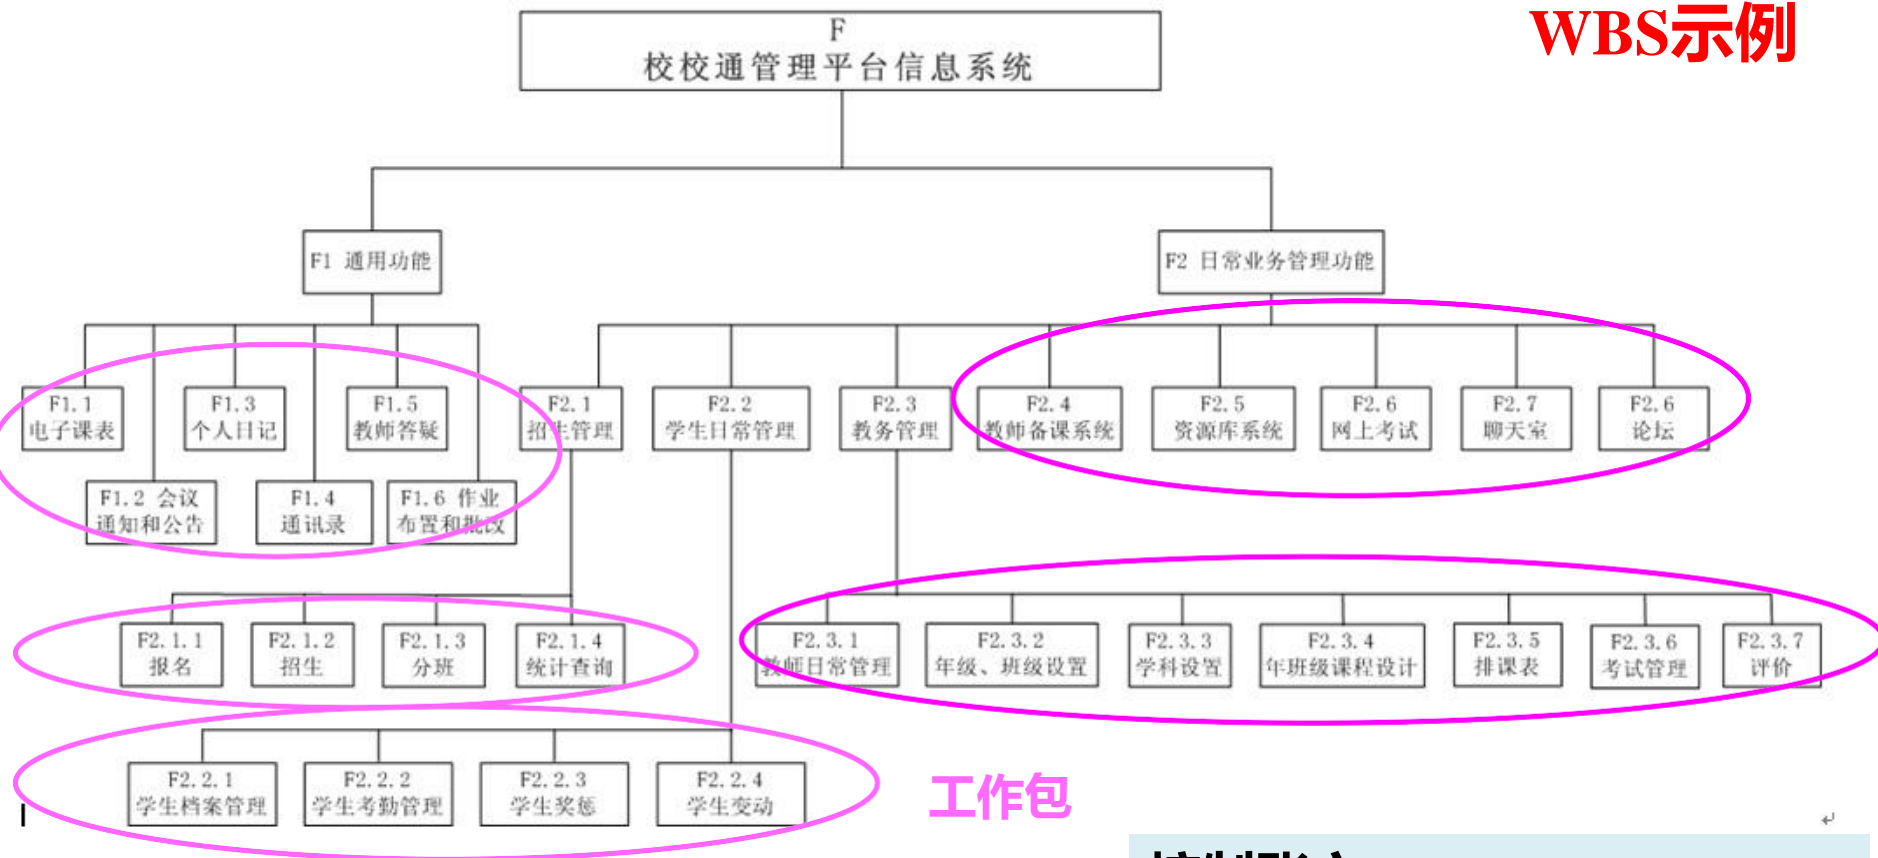 WBS示例
F
校校通管理平台信息系统
F1 通用功能
F2 日常业务管理功能
F1.1
电子课表
F1.3
个人日记
F1.5
教师答疑
F2.1
招生管理
F2.2
学生日常管理
F2.3
教务管理
F2.4
教师备课系统
F2.5
资源库系统
F2.6
网上考试
F2.7
聊天室
F2.6
论坛
F1.2 会议
通知和公告
F1.4
通讯录
F1.6 作业
布置和批改
F2.1.1
报名
F2.1.2
招生
F2.1.3
分班
F2.1.4
统计查询
F2.3.1
教师日常管理
F2.3.2
年级、班级设置
F2.3.3
学科设置
F2.3.4
年班级课程设计
F2.3.5
排课表
F2.3.6
考试管理
F2.3.7
评价
F2.2.1
学生档案管理
F2.2.2
学生考勤管理
F2.2.3
学生奖惩
F2.2.4
学生变动
工作包